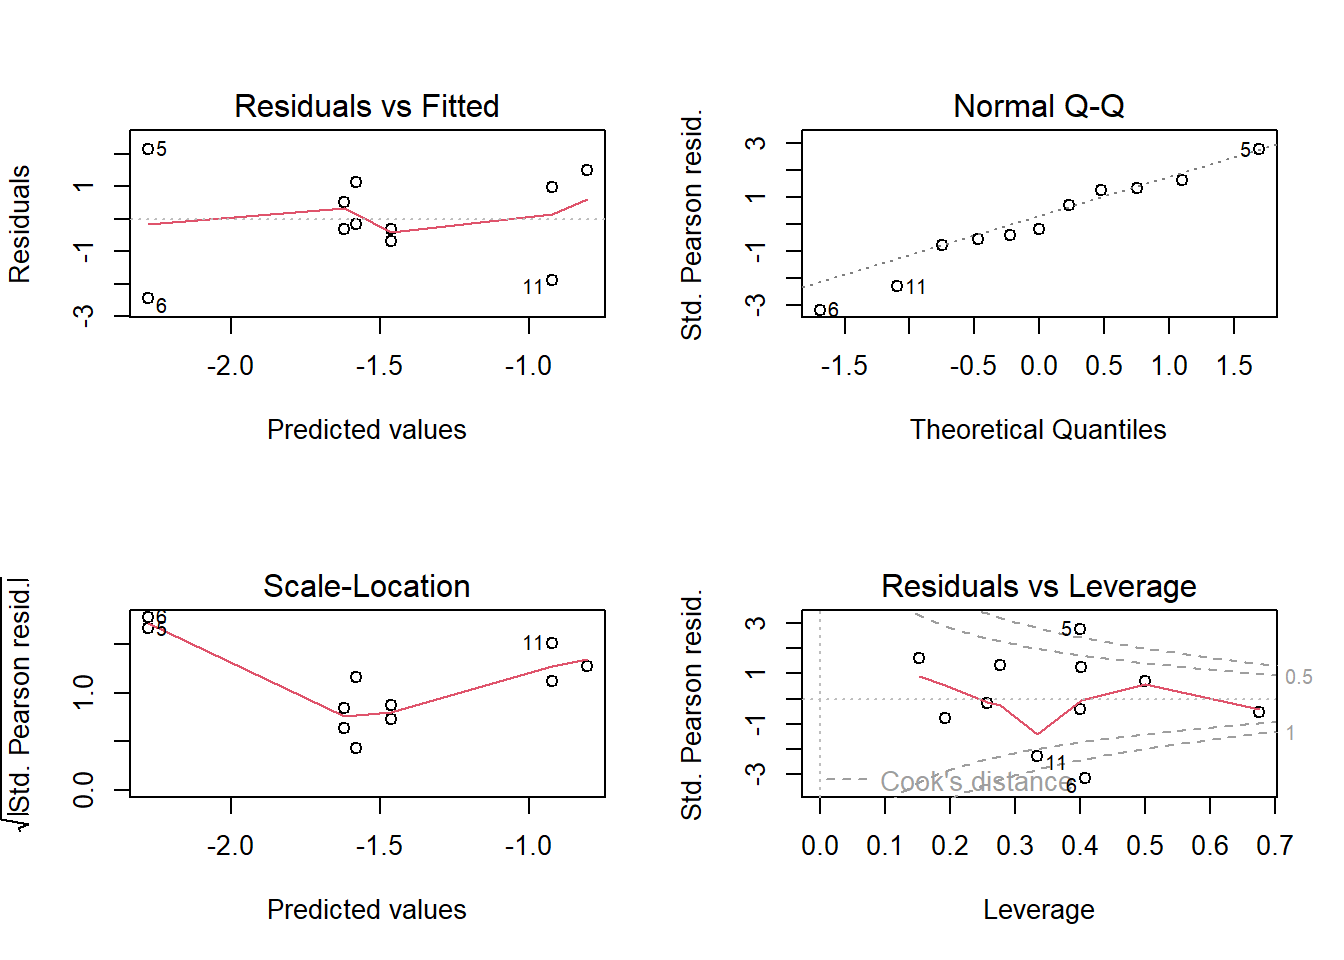 Residuals vs Fitted
Residuals
1
-1
-3
5
6
11
-2.0 -1.5 -1.0
Predicted values
Normal Q-Q
Std. Pearson resid.
3
1
-1
-3
5
11
6
-1.5 -0.5 0.0 0.5 1.0 1.5
Theoretical Quantiles
Scale-Location
√|Std. Pearson resid.|
1.0
0.0
6
5
11
-2.0 -1.5 -1.0
Predicted values
Residuals vs Leverage
Std. Pearson resid.
3
1
-1
-3
5
0.5
1
11
Cook's distance
6
0.0 0.1 0.2 0.3 0.4 0.5 0.6 0.7
Leverage